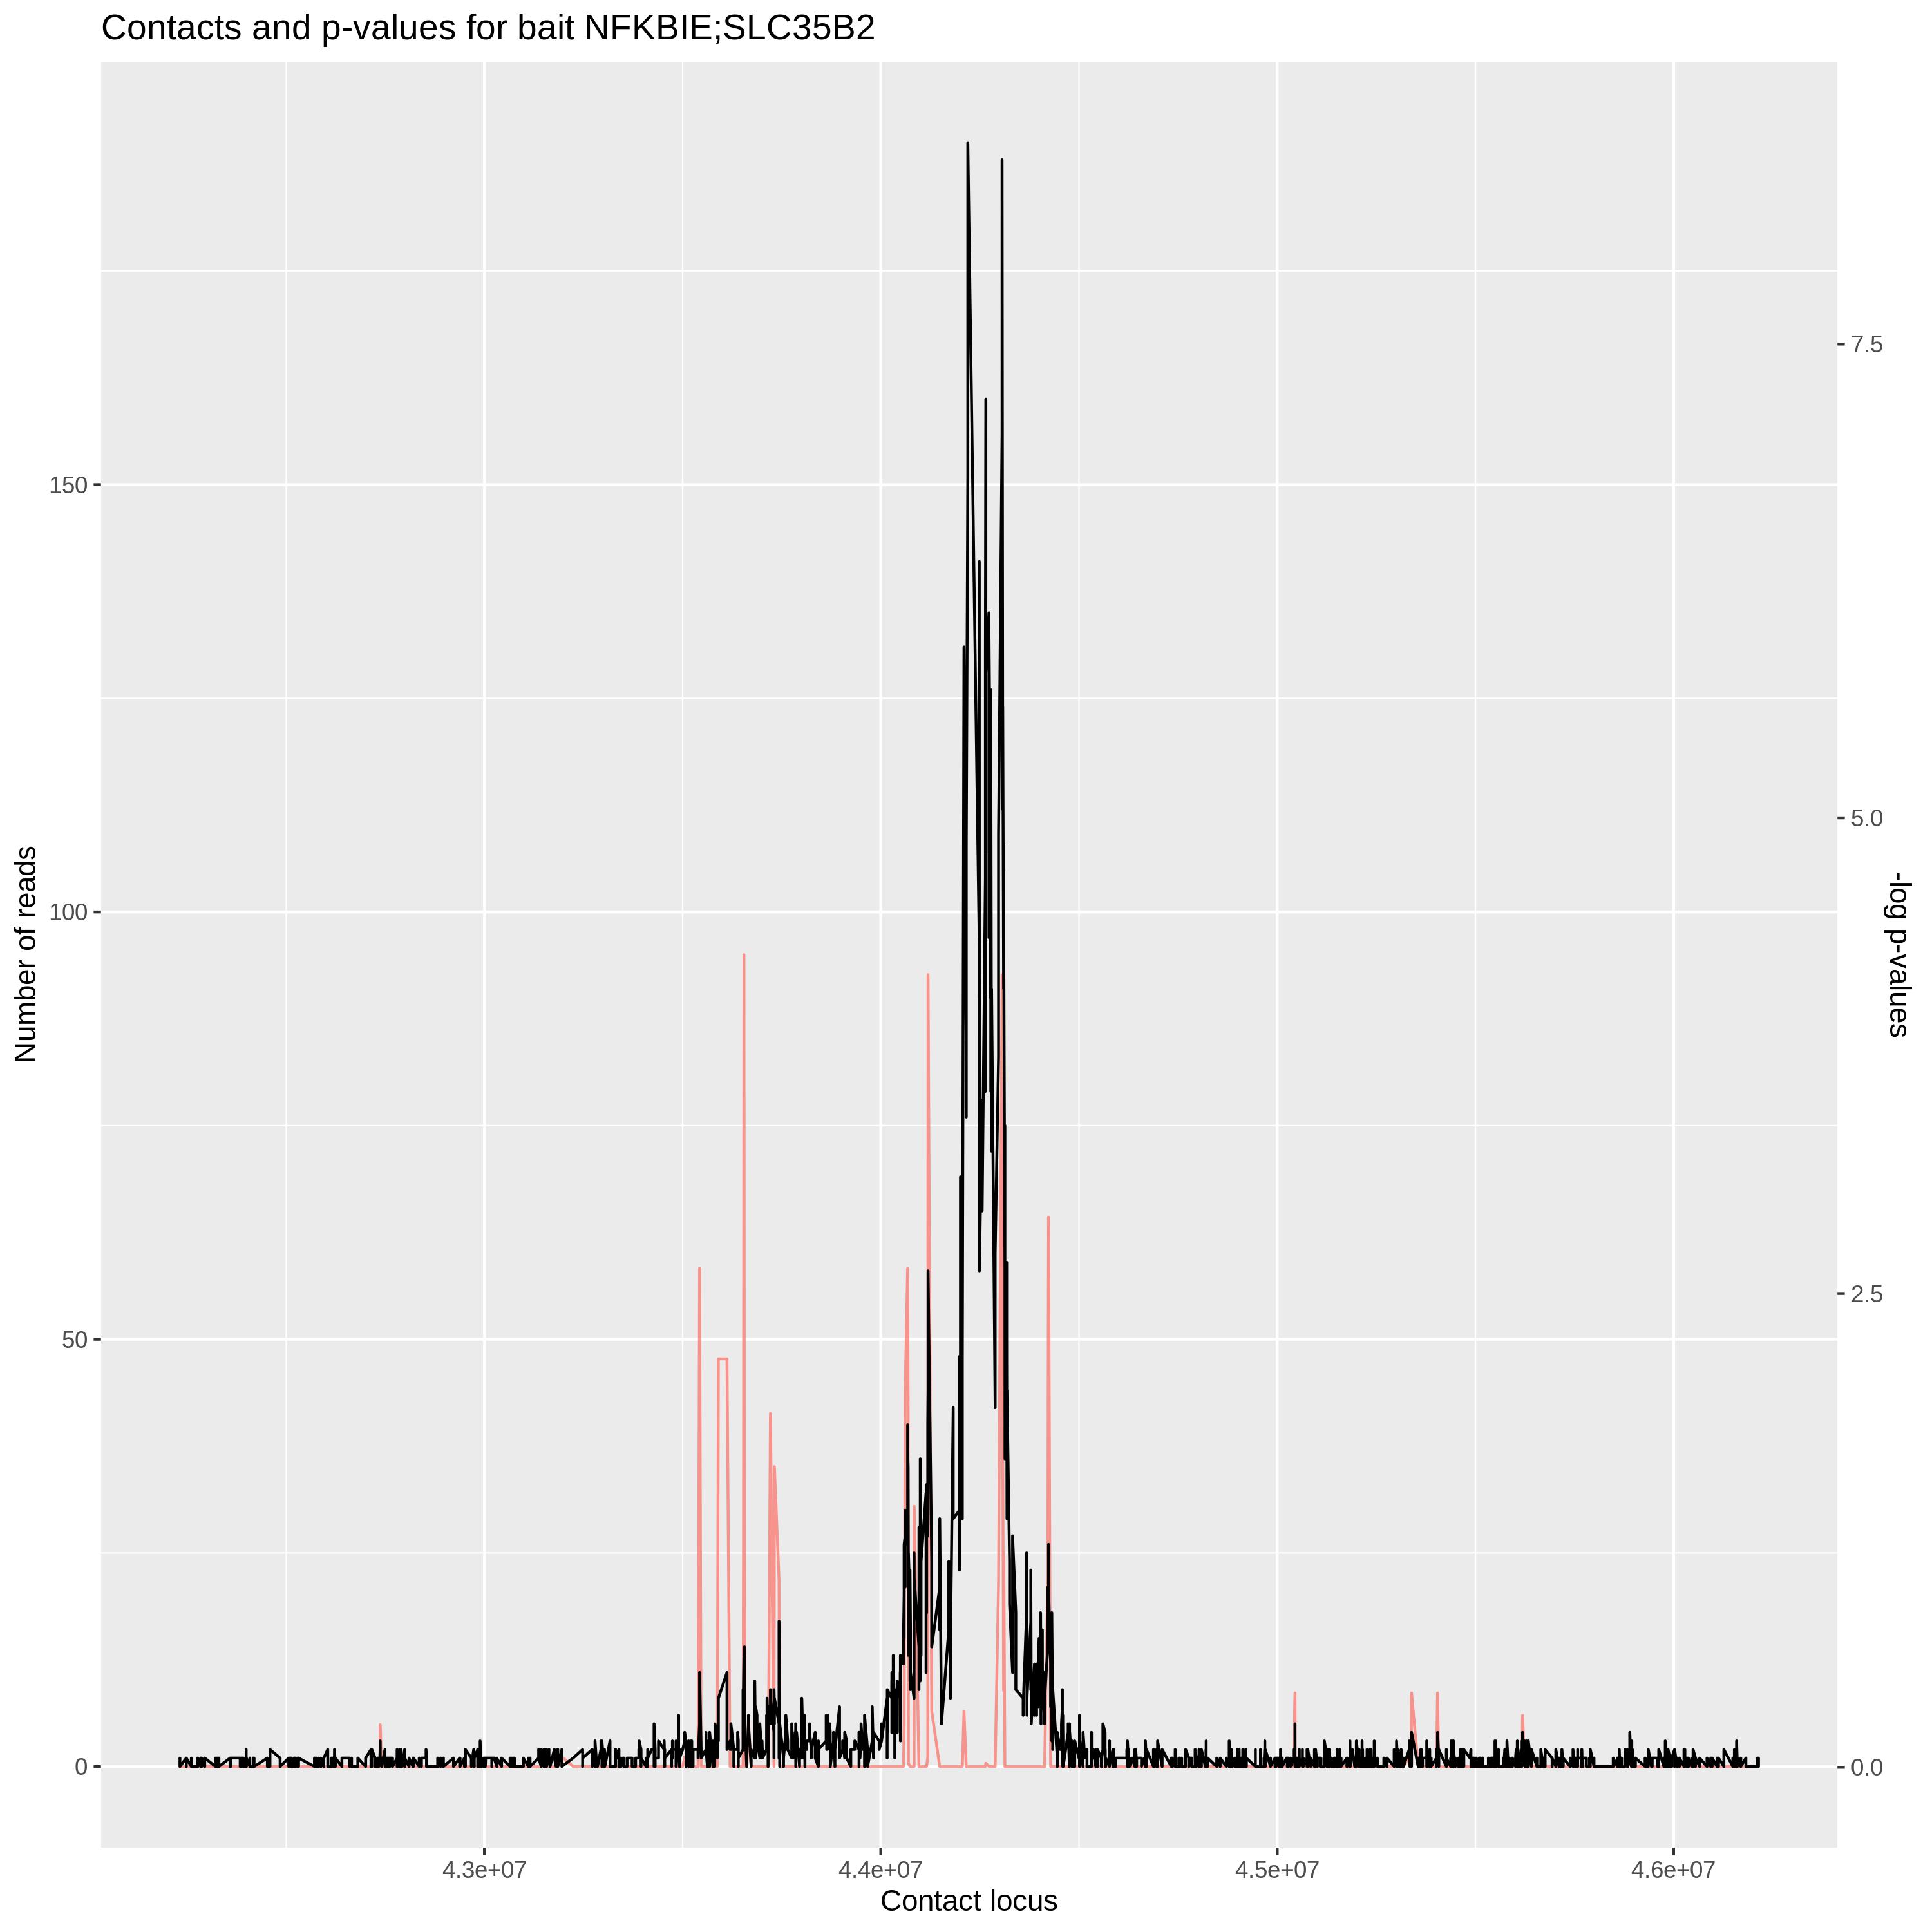 Contacts and p-values for bait NFKBIE;SLC35B2
Number of reads
150
100
50
0
7.5
5.0
2.5
0.0
-log p-values
4.3e+07 4.4e+07 4.5e+07 4.6e+07
Contact locus